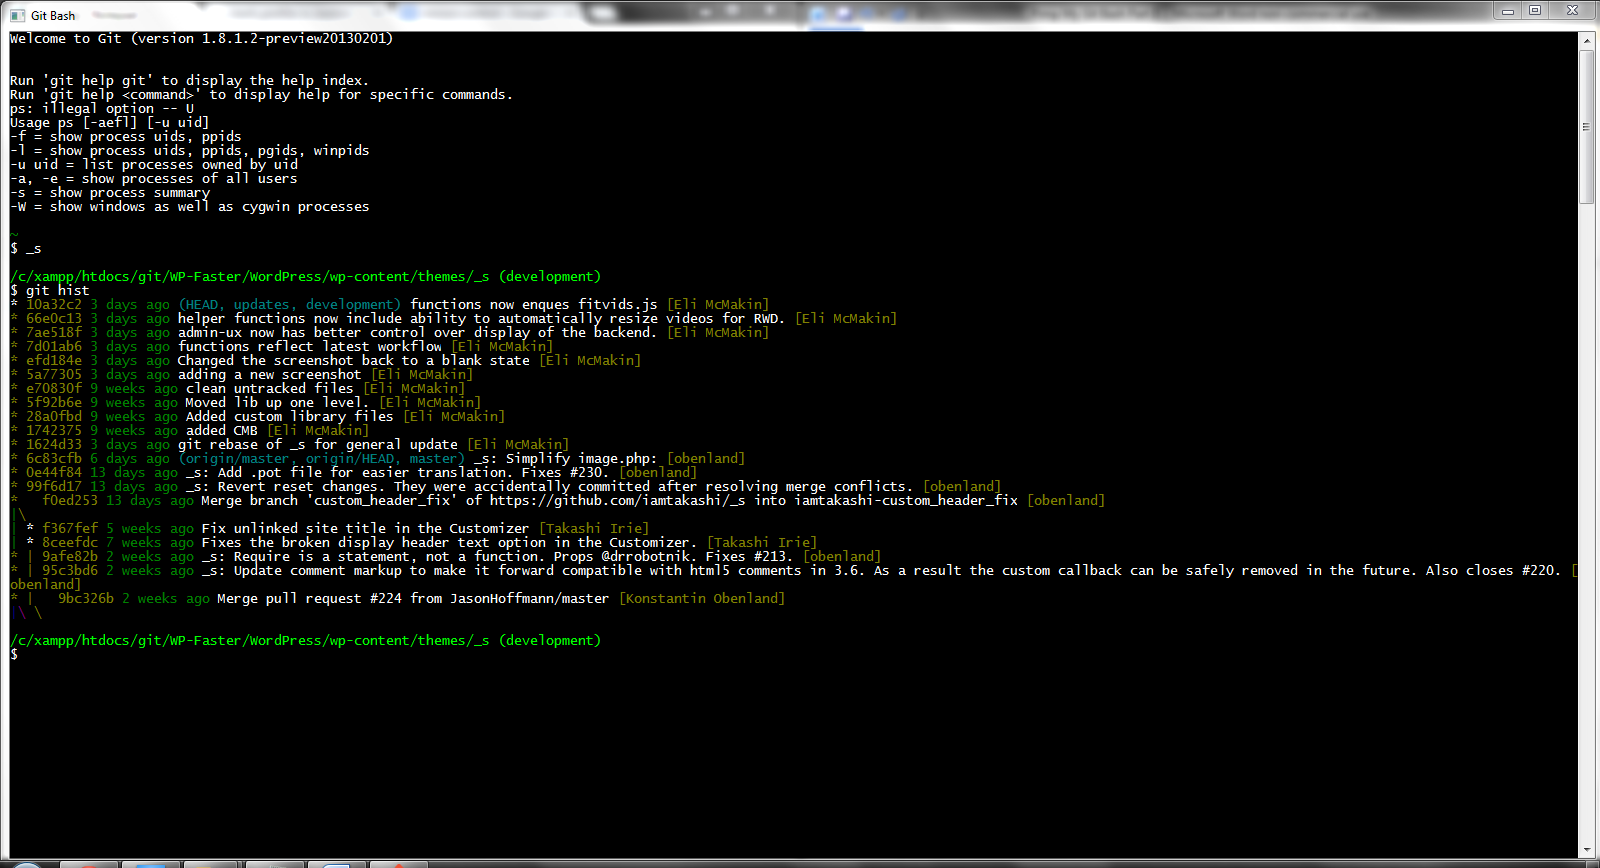 Git Bash
Welcome to Git (version 1.8.1.2-preview20130201)
Run 'git help git' to display the help index.
Run 'git help <command>' to display help for specific commands.
ps: illegal option -- U
Usage ps [-aefl] [-u uid]
-f = show process uids, ppids
-l = show process uids, ppids, pgids, winpids
-u uid = list processes owned by uid
-a, -e = show processes of all users
-s = show process summary
-W = show windows as well as cygwin processes
~
$ _s
/c/xampp/htdocs/git/WP-Faster/WordPress/wp-content/themes/_s (development)
$ git hist
* 10a32c2 3 days ago (HEAD, updates, development) functions now enques fitvids.js [Eli McMakin]
* 66e0c13 3 days ago helper functions now include ability to automatically resize videos for RWD. [Eli McMakin]
* 7ae518f 3 days ago admin-ux now has better control over display of the backend. [Eli McMakin]
* 7d01ab6 3 days ago functions reflect latest workflow [Eli McMakin]
* efd184e 3 days ago Changed the screenshot back to a blank state [Eli McMakin]
* 5a77305 3 days ago adding a new screenshot [Eli McMakin]
* e70830f 9 weeks ago clean untracked files [Eli McMakin]
* 5f92b6e 9 weeks ago Moved lib up one level. [Eli McMakin]
* 28a0fbd 9 weeks ago Added custom library files [Eli McMakin]
* 1742375 9 weeks ago added CMB [Eli McMakin]
* 1624d33 3 days ago git rebase of _s for general update [Eli McMakin]
* 6c83cfb 6 days ago (origin/master, origin/HEAD, master) _s: Simplify image.php: [obenland]
* 0e44f84 13 days ago _s: Add .pot file for easier translation. Fixes #230. [obenland]
* 99f6d17 13 days ago _s: Revert reset changes. They were accidentally committed after resolving merge conflicts. [obenland]
*   f0ed253 13 days ago Merge branch 'custom_header_fix' of https://github.com/iamtakashi/_s into iamtakashi-custom_header_fix [obenland]
|\
| * f367fef 5 weeks ago Fix unlinked site title in the Customizer [Takashi Irie]
| * 8ceefdc 7 weeks ago Fixes the broken display header text option in the Customizer. [Takashi Irie]
* | 9afe82b 2 weeks ago _s: Require is a statement, not a function. Props @drrobotnik. Fixes #213. [obenland]
* | 95c3bd6 2 weeks ago _s: Update comment markup to make it forward compatible with html5 comments in 3.6. As a result the custom callback can be safely removed in the future. Also closes #220. [
obenland]
* |   9bc326b 2 weeks ago Merge pull request #224 from JasonHoffmann/master [Konstantin Obenland]
\ \
/c/xampp/htdocs/git/WP-Faster/WordPress/wp-content/themes/_s (development)
$